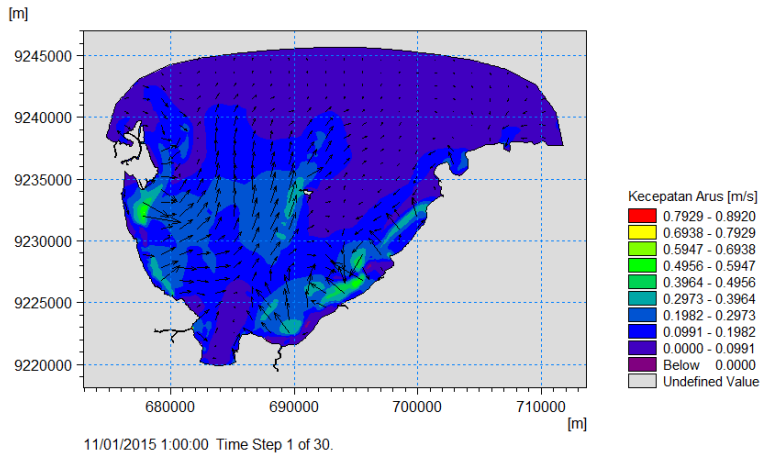 [m]
9245000
9240000
9235000
9230000
9225000
9220000
680000
690000
700000
710000
[m]
11/01/2015 1:00:00 Time Step 1 of 30.
Kecepatan Arus [m/s]
0.7929 - 0.8920
0.6938 - 0.7929
0.5947 - 0.6938
0.4956 - 0.5947
0.3964 - 0.4956
0.2973 - 0.3964
0.1982 - 0.2973
0.0991 - 0.1982
0.0000 - 0.0991
Below 0.0000
Undefined Value